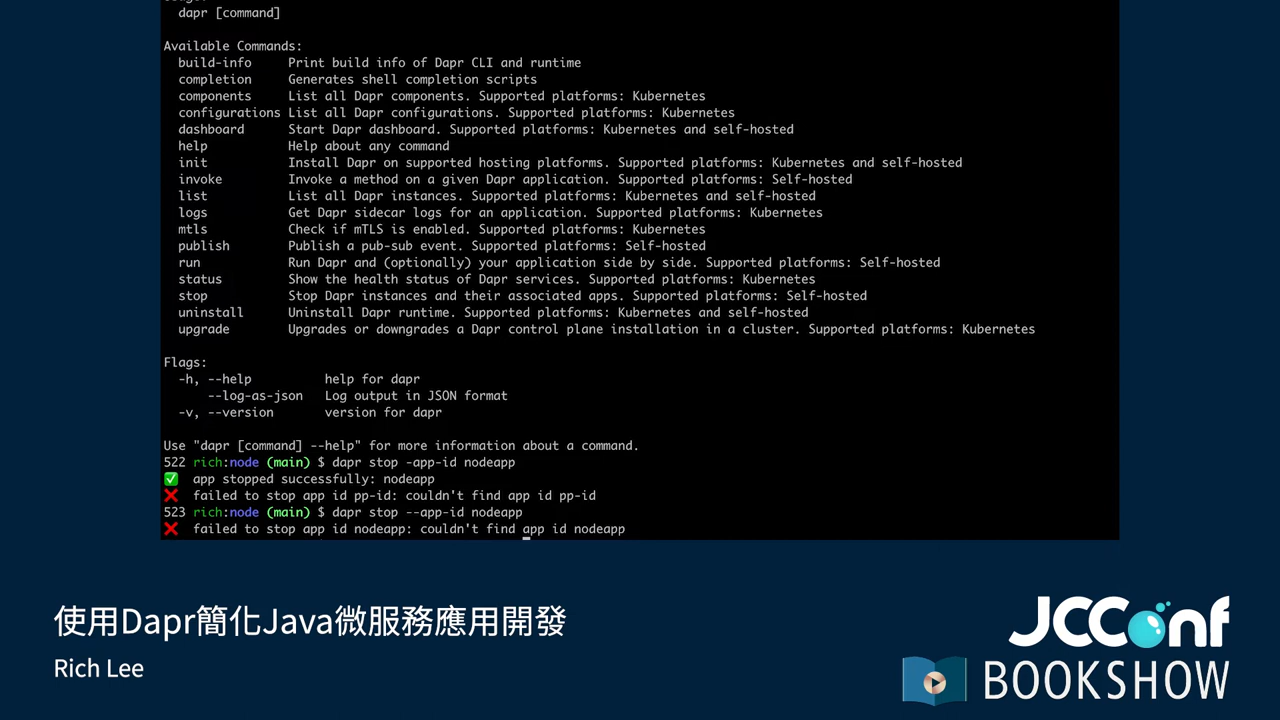 dapr [command]
Available Commands:
build-info Print build info of Dapr CLI and runtime
completion Generates shell completion scripts
components List all Dapr components. Supported platforms: Kubernetes
configurations List all Dapr configurations. Supported platforms: Kubernetes
dashboard Start Dapr dashboard. Supported platforms: Kubernetes and self-hosted
help Help about any command
init Install Dapr on supported hosting platforms. Supported platforms: Kubernetes and self-hosted
invoke Invoke a method on a given Dapr application. Supported platforms: Self-hosted
list List all Dapr instances. Supported platforms: Kubernetes and self-hosted
logs Get Dapr sidecar logs for an application. Supported platforms: Kubernetes
mtls Check if mTLS is enabled. Supported platforms: Kubernetes
publish Publish a pub-sub event. Supported platforms: Self-hosted
run Run Dapr and (optionally) your application side by side. Supported platforms: Self-hosted
status Show the health status of Dapr services. Supported platforms: Kubernetes
stop Stop Dapr instances and their associated apps. Supported platforms: Self-hosted
uninstall Uninstall Dapr runtime. Supported platforms: Kubernetes and self-hosted
upgrade Upgrades or downgrades a Dapr control plane installation in a cluster. Supported platforms: Kubernetes
Flags:
-h, --help help for dapr
--log-as-json Log output in JSON format
-v, --version version for dapr
Use "dapr [command] --help" for more information about a command.
522 rich:node (main) $ dapr stop -app-id nodeapp
✅ app stopped successfully: nodeapp
❌ failed to stop app id pp-id: couldn't find app id pp-id
523 rich:node (main) $ dapr stop --app-id nodeapp
❌ failed to stop app id nodeapp: couldn't find app id nodeapp
使用Dapr簡化Java微服務應用開發
Rich Lee
JCConf
BOOKSHOW